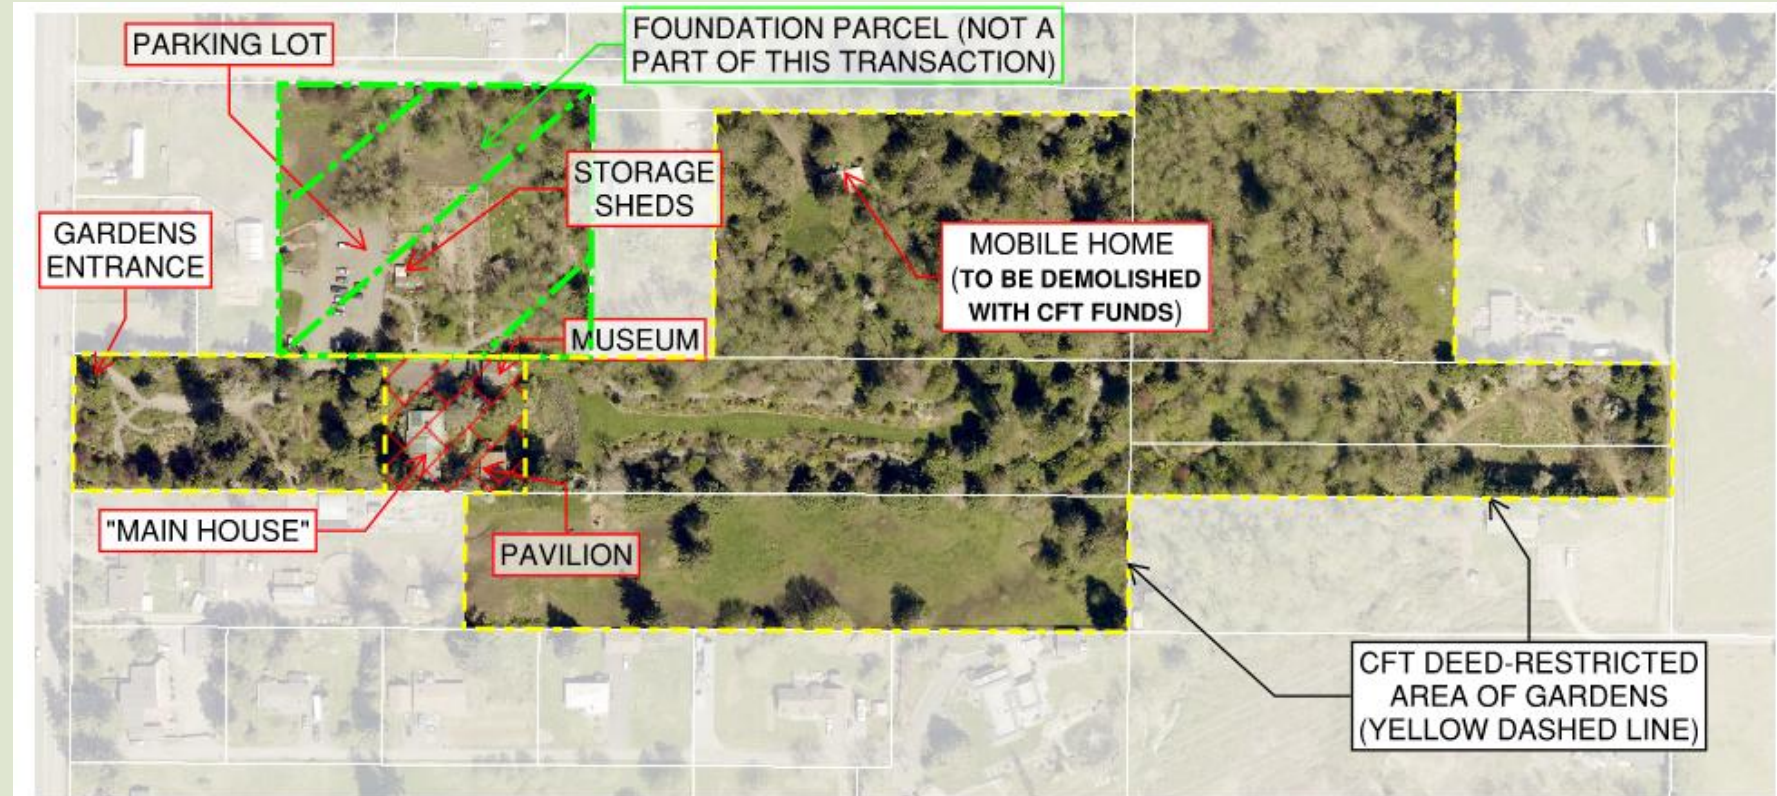 PARKING LOT
FOUNDATION PARCEL (NOT A
PART OF THIS TRANSACTION)
STORAGE
SHEDS
GARDENS
ENTRANCE
MOBILE HOME
(TO BE DEMOLISHED
WITH CFT FUNDS)
MUSEUM
"MAIN HOUSE"
PAVILION
CFT DEED-RESTRICTED
AREA OF GARDENS
(YELLOW DASHED LINE)